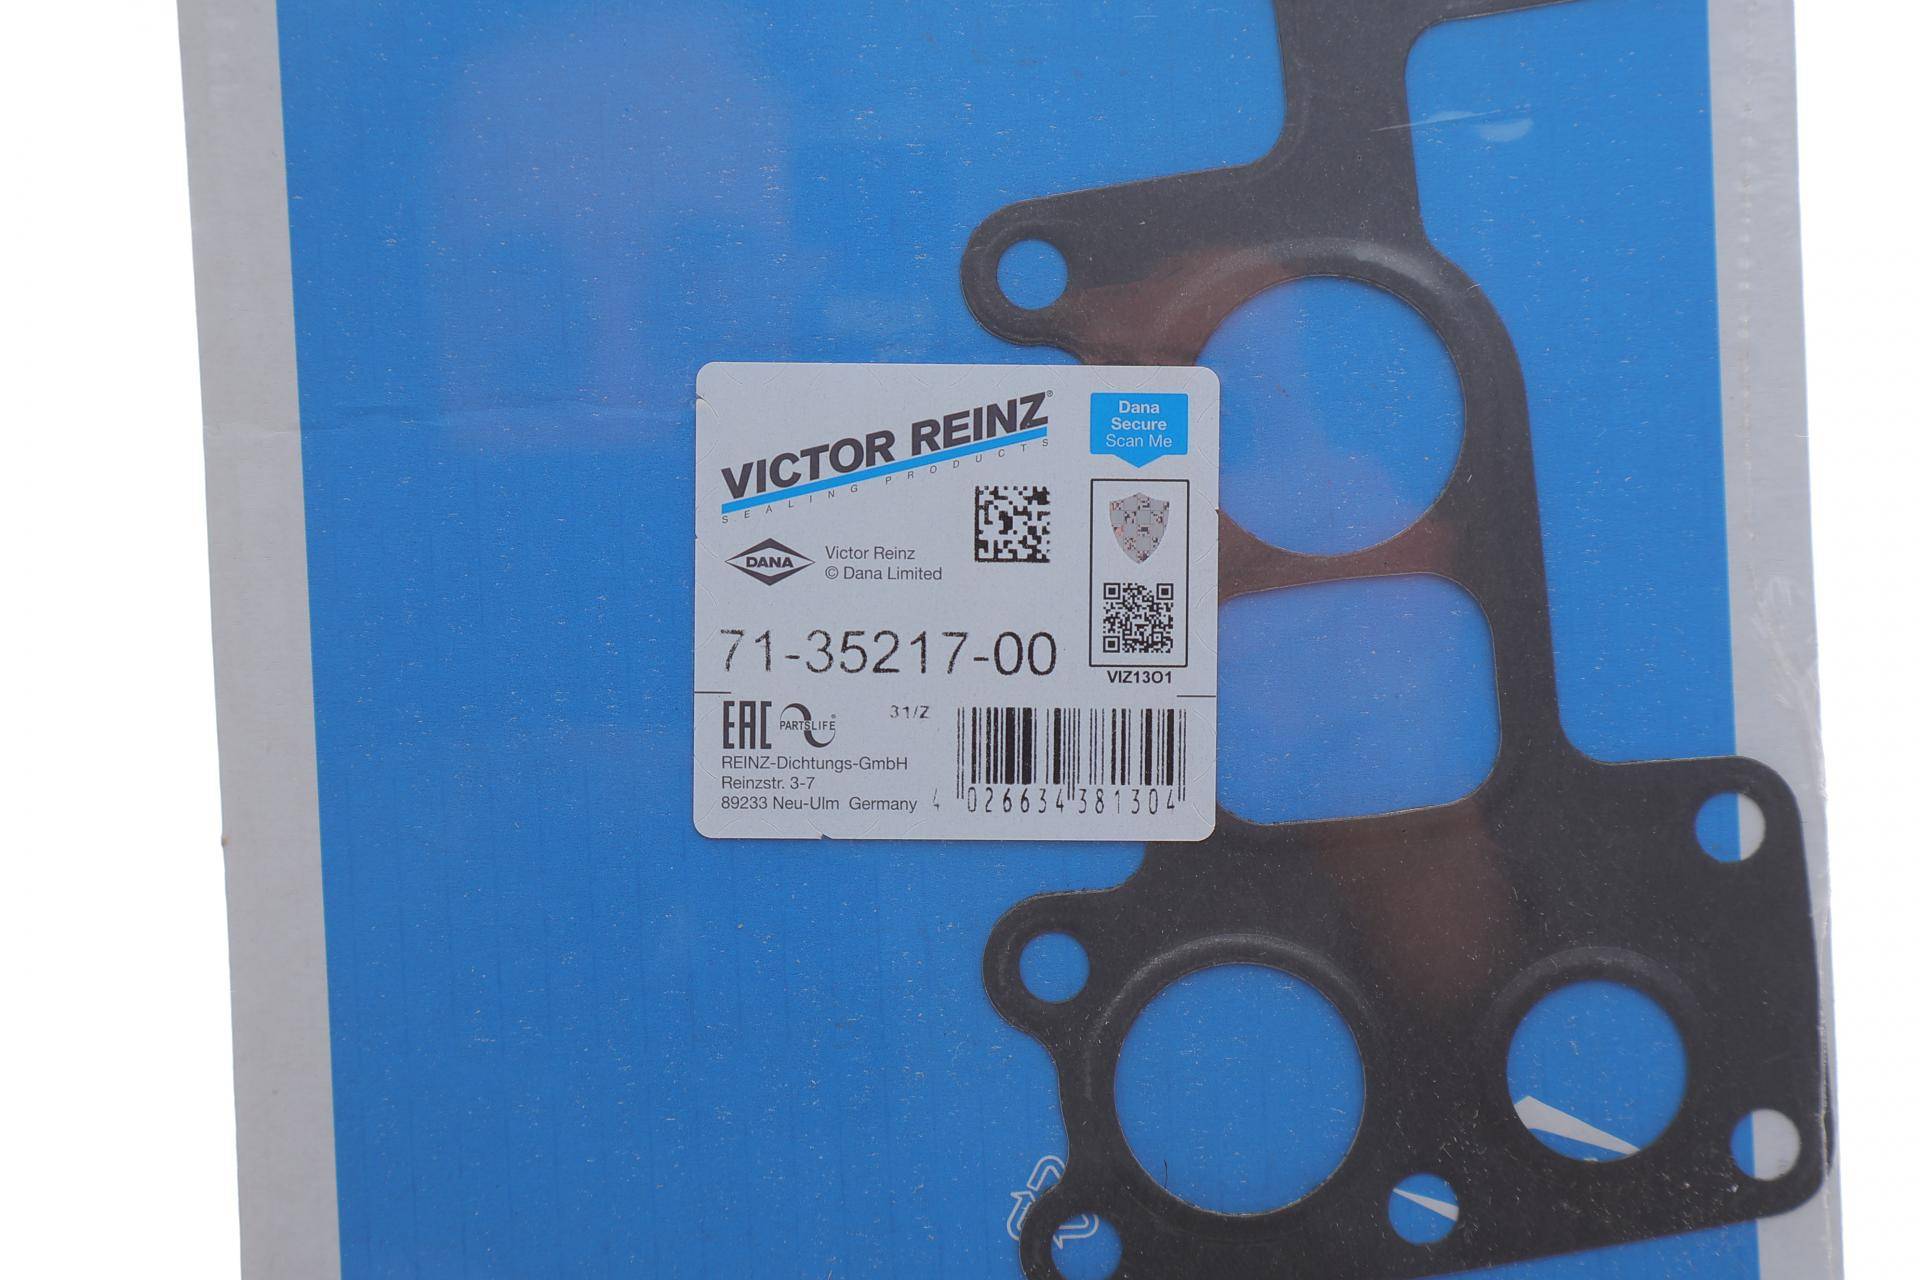 VICTOR REINZ®
SEALING PRODUCTS
Dana
Secure
Scan Me
DANA
Victor Reinz
© Dana Limited
71-35217-00
VIZ13O1
EAC
PARTSLIFE®
31/Z
REINZ-Dichtungs-GmbH
Reinzstr. 3-7
89233 Neu-Ulm Germany
4 026634 381304